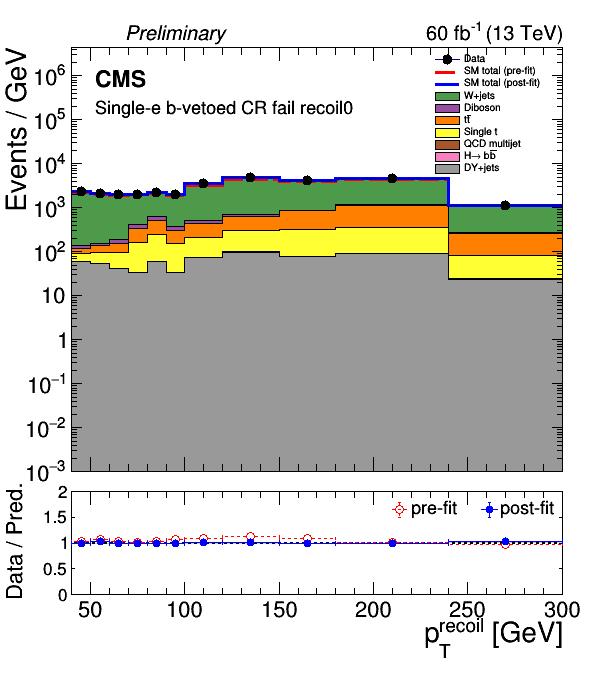 Preliminary 60 fb⁻¹ (13 TeV)
CMS
Single-e b-vetoed CR fail recoil0
Data
SM total (pre-fit)
SM total (post-fit)
W+jets
Diboson
tt̅
Single t
QCD multijet
H→ bb̅
DY+jets
Events / GeV
10⁶
10⁵
10⁴
10³
10²
10
1
10⁻¹
10⁻²
10⁻³
pre-fit post-fit
Data / Pred.
2
1.5
1
0.5
0
50 100 150 200 250 300
p_T^recoil [GeV]